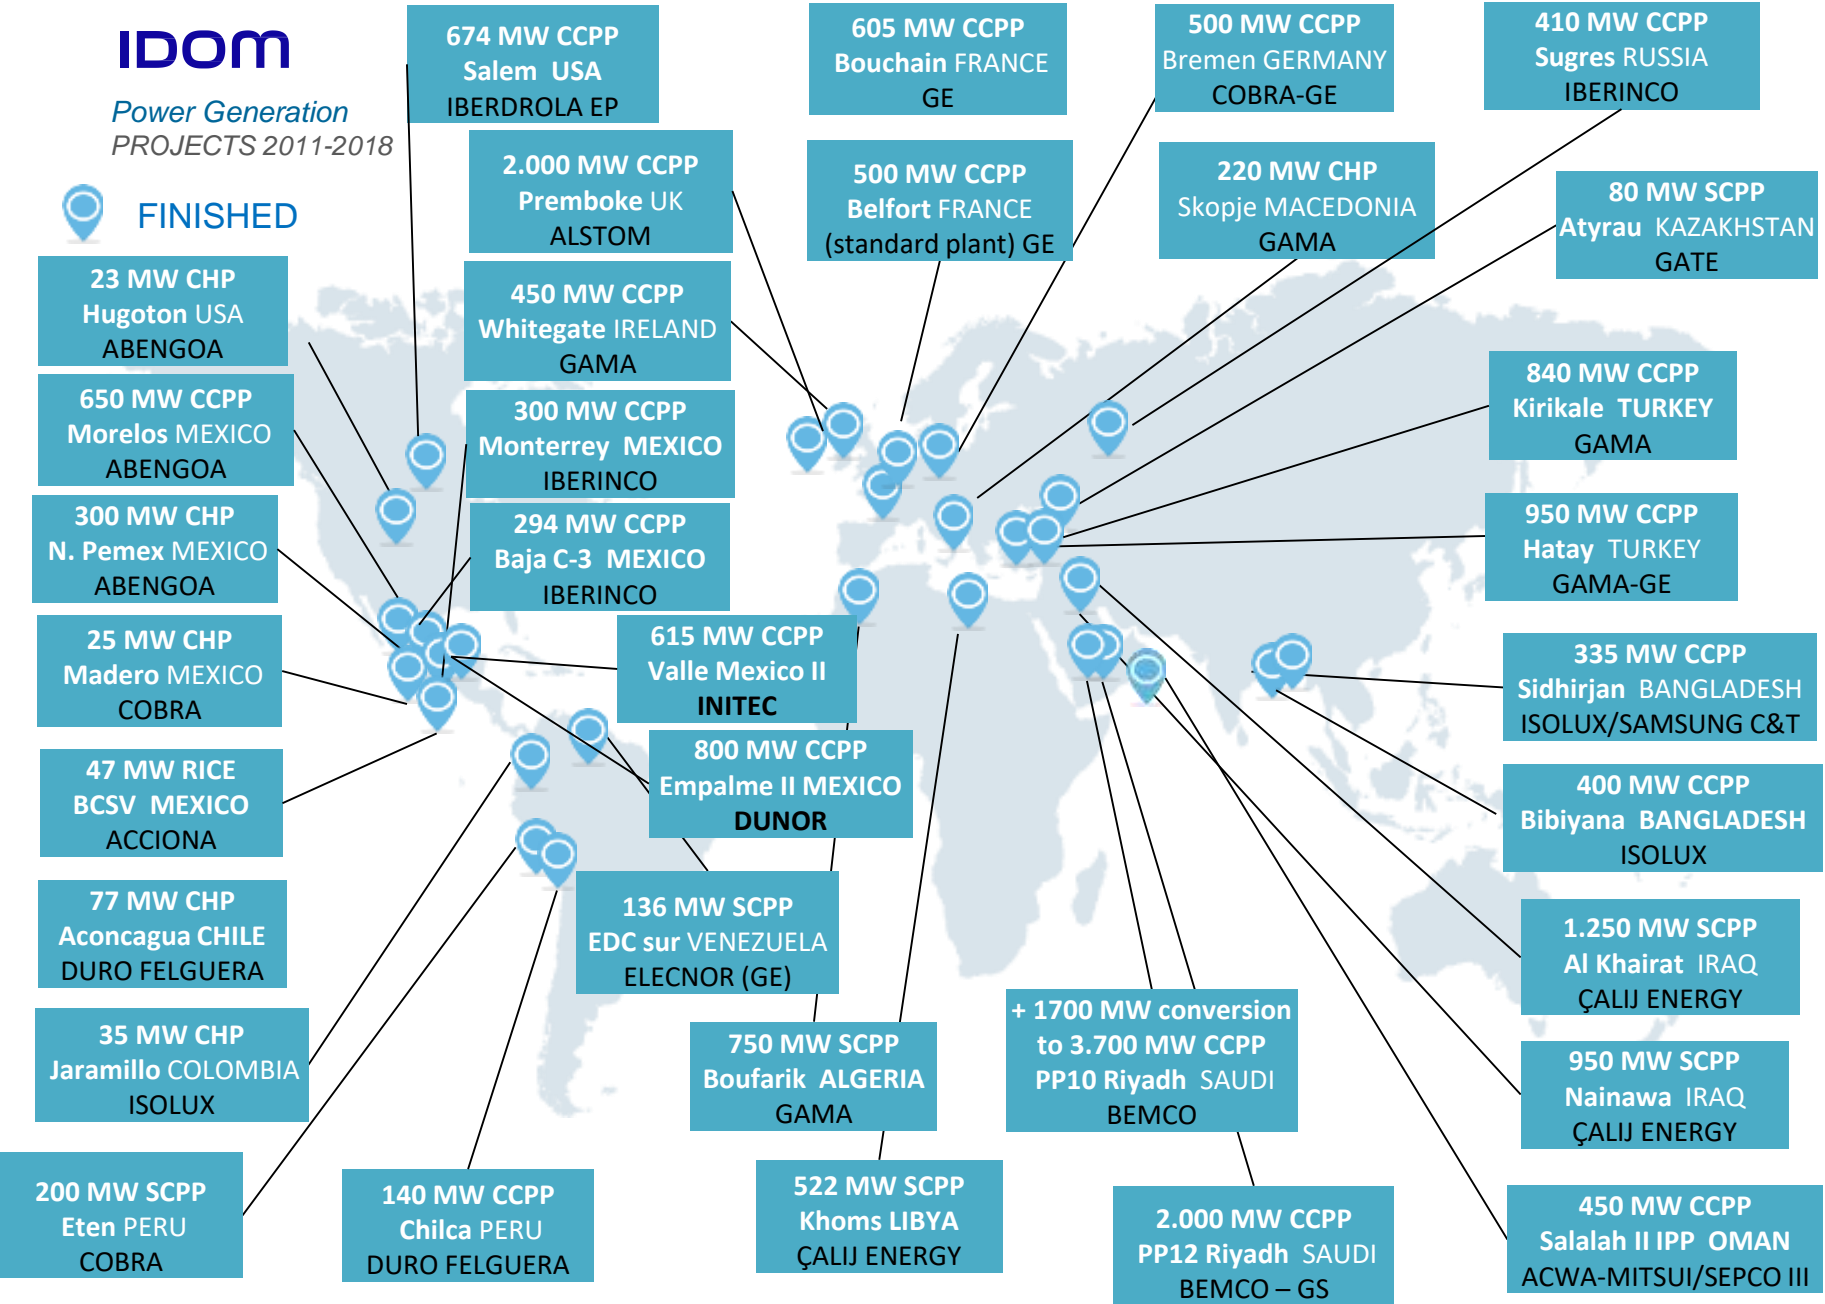 IDOM
Power Generation
PROJECTS 2011-2018
FINISHED
674 MW CCPP
Salem USA
IBERDROLA EP
605 MW CCPP
Bouchain FRANCE
GE
500 MW CCPP
Bremen GERMANY
COBRA-GE
410 MW CCPP
Sugres RUSSIA
IBERINCO
2.000 MW CCPP
Premboke UK
ALSTOM
500 MW CCPP
Belfort FRANCE
(standard plant) GE
220 MW CHP
Skopje MACEDONIA
GAMA
80 MW SCPP
Atyrau KAZAKHSTAN
GATE
23 MW CHP
Hugoton USA
ABENGOA
450 MW CCPP
Whitegate IRELAND
GAMA
650 MW CCPP
Morelos MEXICO
ABENGOA
300 MW CCPP
Monterrey MEXICO
IBERINCO
840 MW CCPP
Kirikale TURKEY
GAMA
300 MW CHP
N. Pemex MEXICO
ABENGOA
294 MW CCPP
Baja C-3 MEXICO
IBERINCO
950 MW CCPP
Hatay TURKEY
GAMA-GE
25 MW CHP
Madero MEXICO
COBRA
615 MW CCPP
Valle Mexico II
INITEC
335 MW CCPP
Sidhirjan BANGLADESH
ISOLUX/SAMSUNG C&T
47 MW RICE
BCSV MEXICO
ACCIONA
800 MW CCPP
Empalme II MEXICO
DUNOR
400 MW CCPP
Bibiyana BANGLADESH
ISOLUX
77 MW CHP
Aconcagua CHILE
DURO FELGUERA
136 MW SCPP
EDC sur VENEZUELA
ELECNOR (GE)
1.250 MW SCPP
Al Khairat IRAQ
ÇALIJ ENERGY
35 MW CHP
Jaramillo COLOMBIA
ISOLUX
750 MW SCPP
Boufarik ALGERIA
GAMA
+ 1700 MW conversion
to 3.700 MW CCPP
PP10 Riyadh SAUDI
BEMCO
950 MW SCPP
Nainawa IRAQ
ÇALIJ ENERGY
200 MW SCPP
Eten PERU
COBRA
140 MW CCPP
Chilca PERU
DURO FELGUERA
522 MW SCPP
Khoms LIBYA
ÇALIJ ENERGY
2.000 MW CCPP
PP12 Riyadh SAUDI
BEMCO – GS
450 MW CCPP
Salalah II IPP OMAN
ACWA-MITSUI/SEPCO III